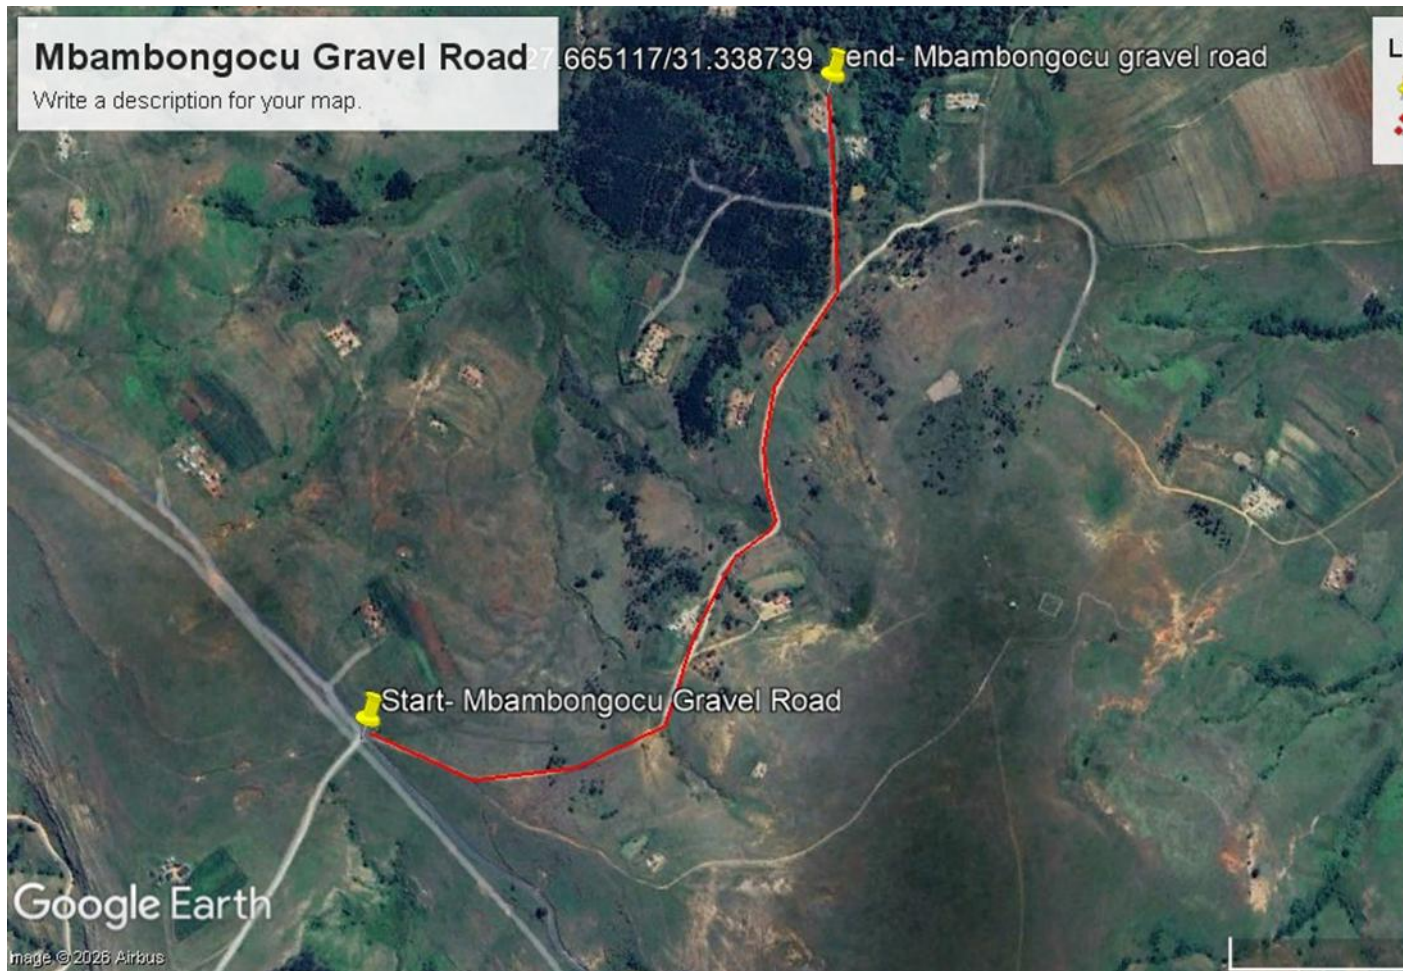 Mbambongocu Gravel Road
Write a description for your map.
27.665117/31.338739 end- Mbambongocu gravel road
L
Start- Mbambongocu Gravel Road
Google Earth
Image ©2026 Airbus